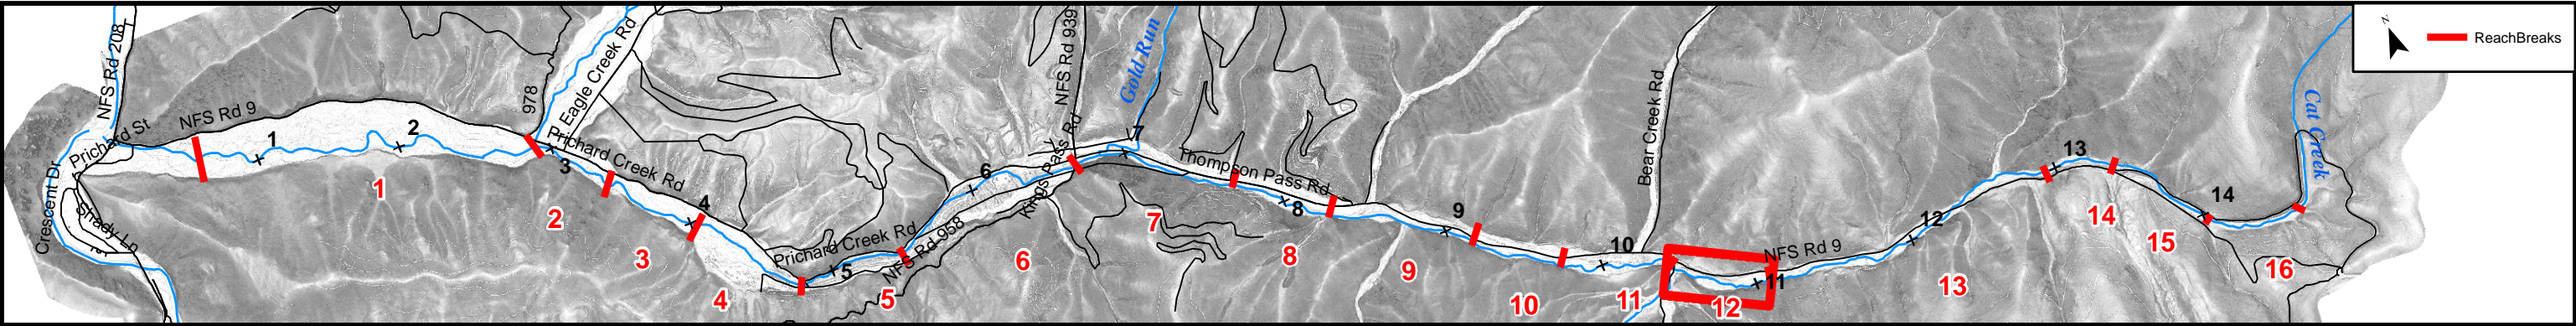 NFS Rd 208
Crescent Dr
Prichard St
Shady Ln
NFS Rd 9
1
2
1
978
Eagle Creek Rd
Prichard Creek Rd
3
2
3
4
4
Prichard Creek Rd
5
5
NFS Rd 958
6
6
Kings Pass Rd
NFS Rd 939
Gold Run
7
7
Thompson Pass Rd
8
8
9
9
10
10
11
Bear Creek Rd
NFS Rd 9
11
12
12
13
13
14
14
15
16
Cat Creek
N
ReachBreaks